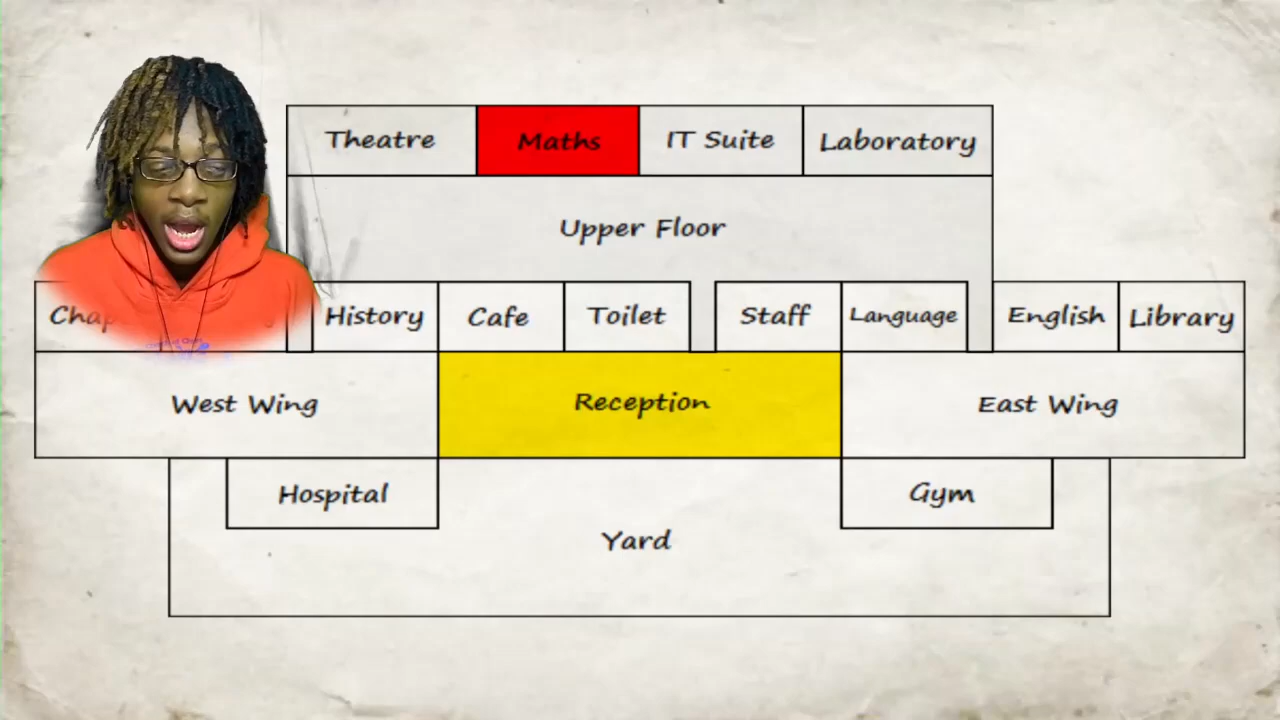 Theatre Maths IT Suite Laboratory
Upper Floor
History Cafe Toilet Staff Language English Library
West Wing Reception East Wing
Hospital Gym
Yard